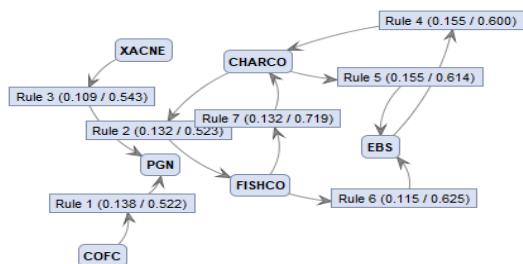 Rule 4 (0.155 / 0.600)
XACNE
CHARCO
Rule 5 (0.155 / 0.614)
Rule 3 (0.109 / 0.543)
Rule 7 (0.132 / 0.719)
Rule 2 (0.132 / 0.523)
EBS
PGN
FISHCO
Rule 6 (0.115 / 0.625)
Rule 1 (0.138 / 0.522)
COFC